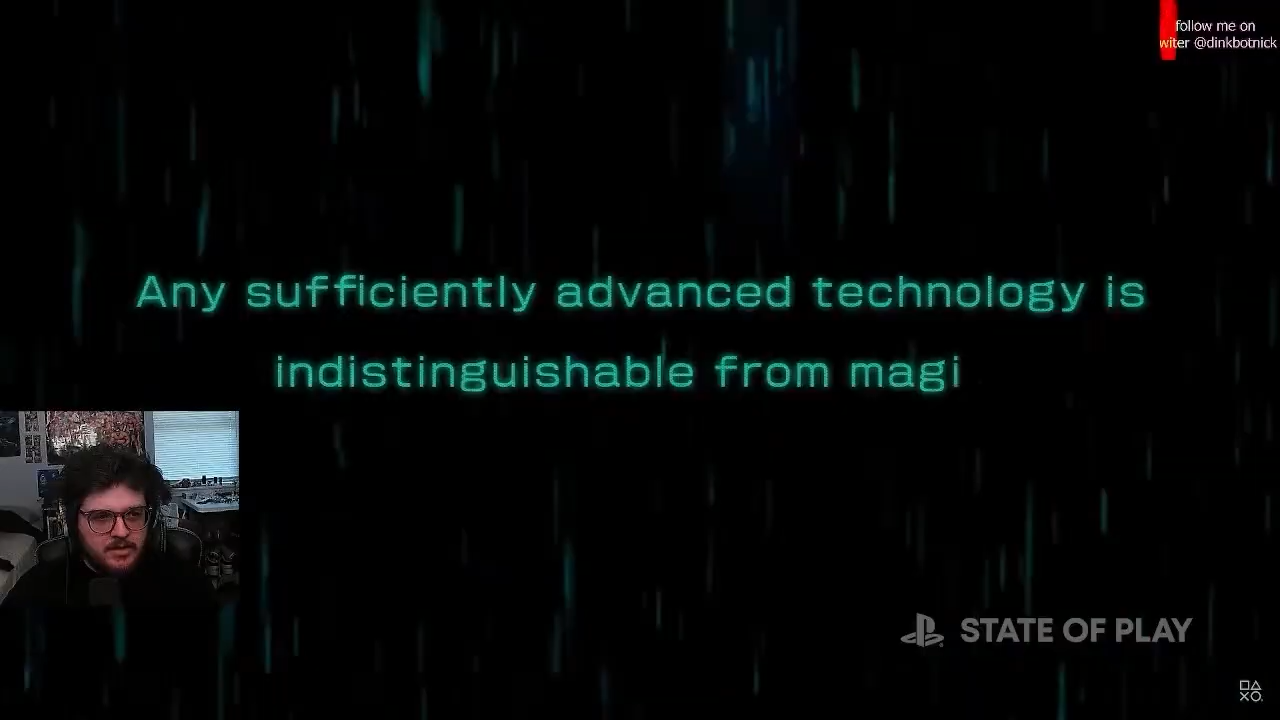 follow me on
witer @dinkbotnick
Any sufficiently advanced technology is
indistinguishable from magi
STATE OF PLAY